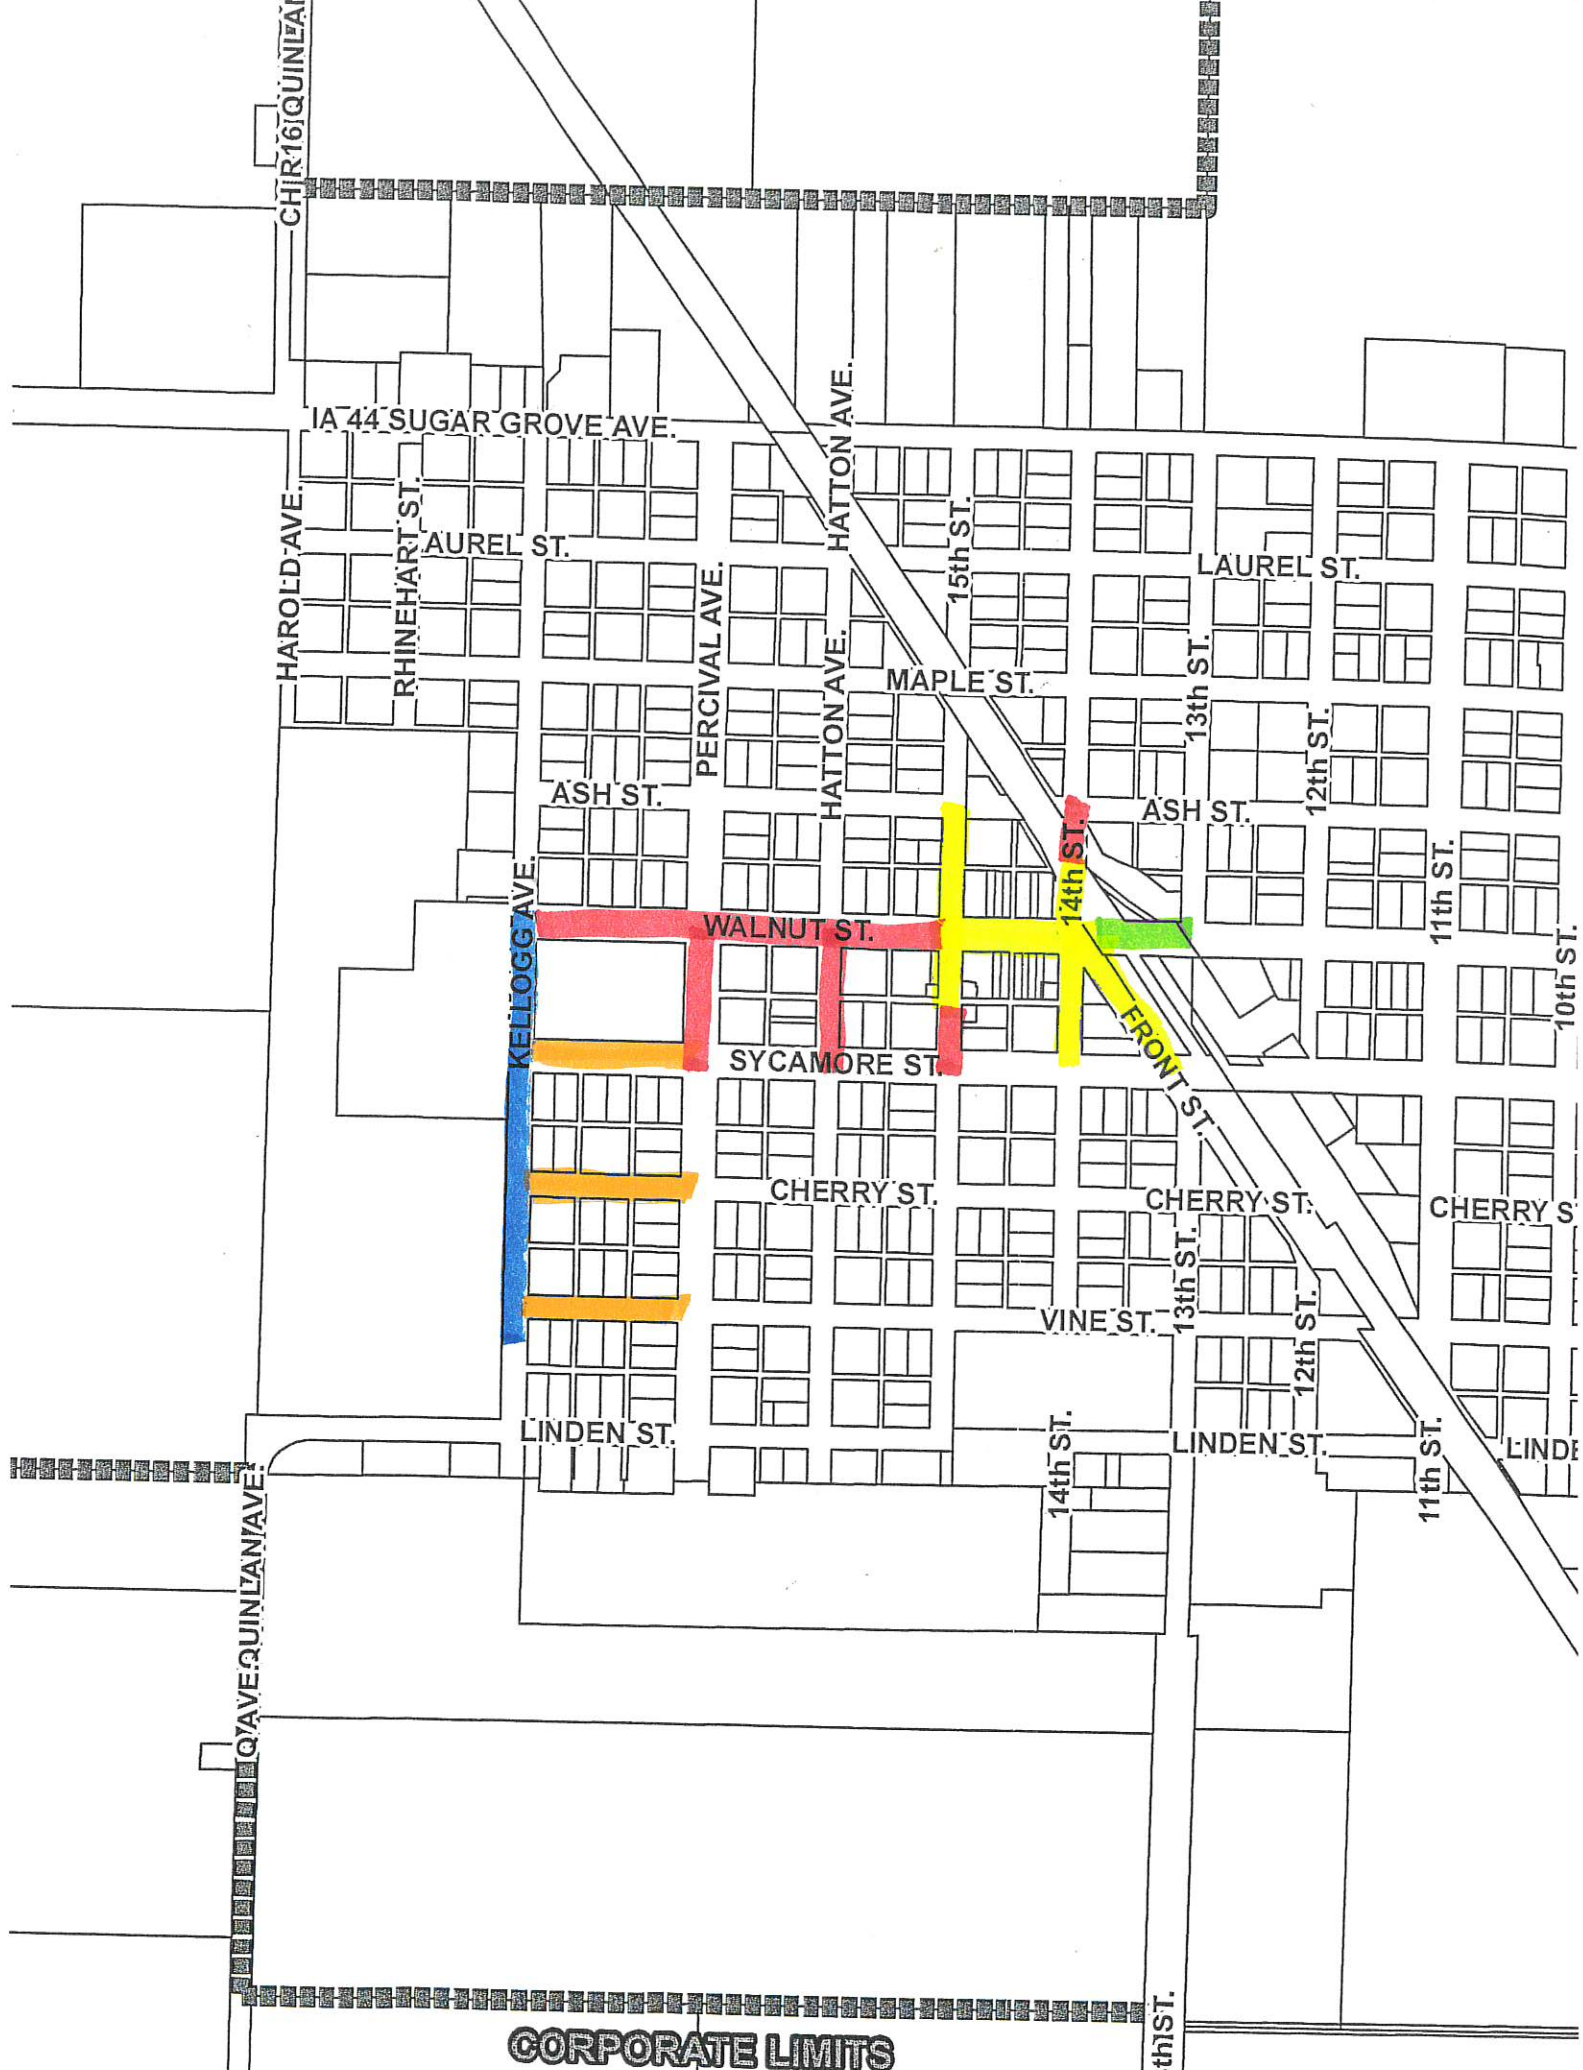 CHR16QUINLAN
IA 44 SUGAR GROVE AVE.
HATTON AVE.
HAROLD AVE.
RHINEHART ST.
AUREL ST.
15th ST.
LAUREL ST.
PERCIVAL AVE.
HATTON AVE.
MAPLE ST.
13th ST.
12th ST.
ASH ST.
ASH ST.
14th ST.
11th ST.
KELLOGG AVE.
WALNUT ST.
10th ST.
FRONT ST.
SYCAMORE ST.
CHERRY ST.
CHERRY ST.
CHERRY S
13th ST.
VINE ST.
12th ST.
LINDEN ST.
14th ST.
LINDEN ST.
11th ST.
LINDE
Q AVE.QUINLAN AVE.
th ST.
CORPORATE LIMITS